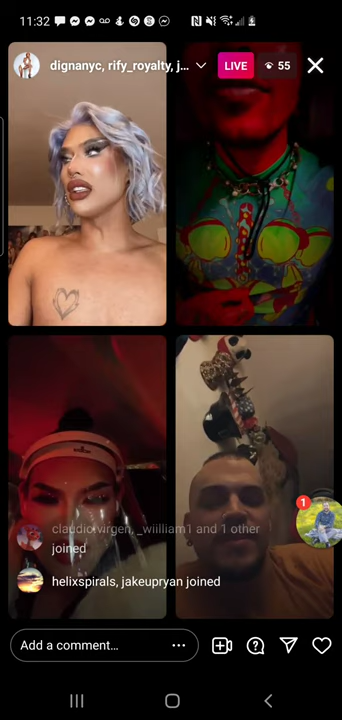 11:32
dignanyc, rify_royalty, j...
LIVE
55
claudio.virgen, _wiilliam1 and 1 other
joined
1
helixspirals, jakeupryan joined
Add a comment...